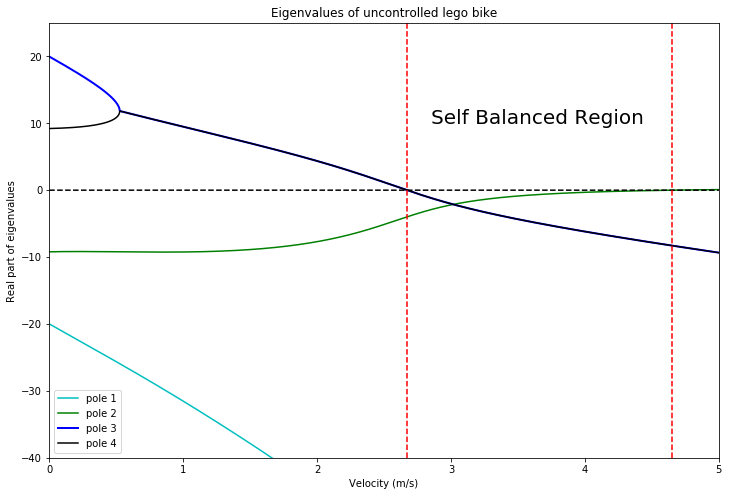 Eigenvalues of uncontrolled lego bike
Real part of eigenvalues
20
10
0
−10
−20
−30
−40
Self Balanced Region
pole 1
pole 2
pole 3
pole 4
0
1
2
3
4
5
Velocity (m/s)